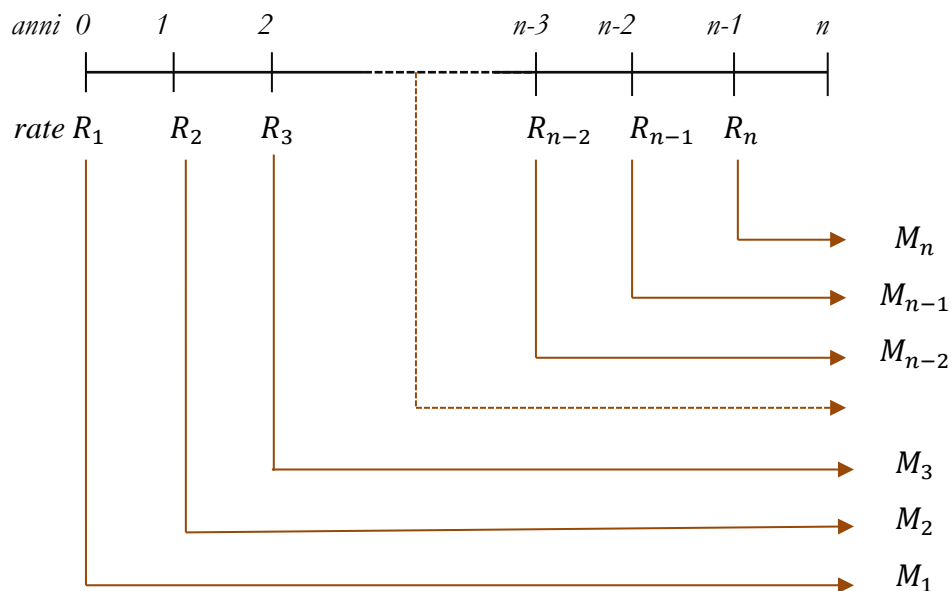 anni 0 1 2 n-3 n-2 n-1 n
rate R₁ R₂ R₃ Rₙ₋₂ Rₙ₋₁ Rₙ
Mₙ
Mₙ₋₁
Mₙ₋₂
M₃
M₂
M₁